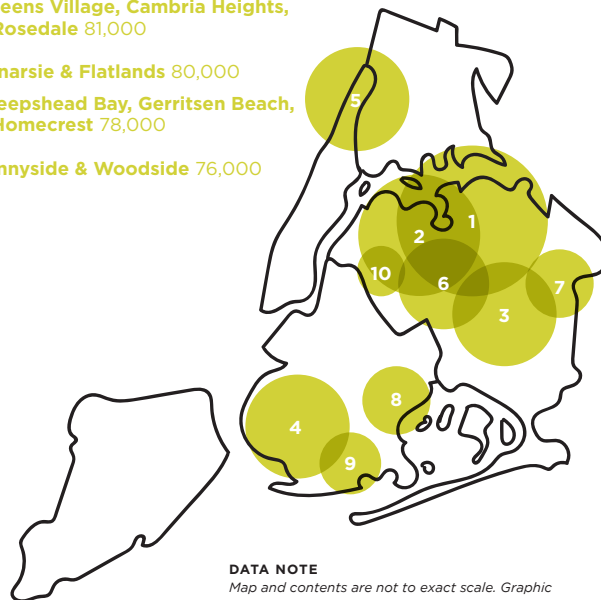 eens Village, Cambria Heights,
Rosedale 81,000
narsie & Flatlands 80,000
eepshead Bay, Gerritsen Beach,
Homecrest 78,000
nnyside & Woodside 76,000
5
1
2
10
6
7
3
8
4
9
DATA NOTE
Map and contents are not to exact scale. Graphic